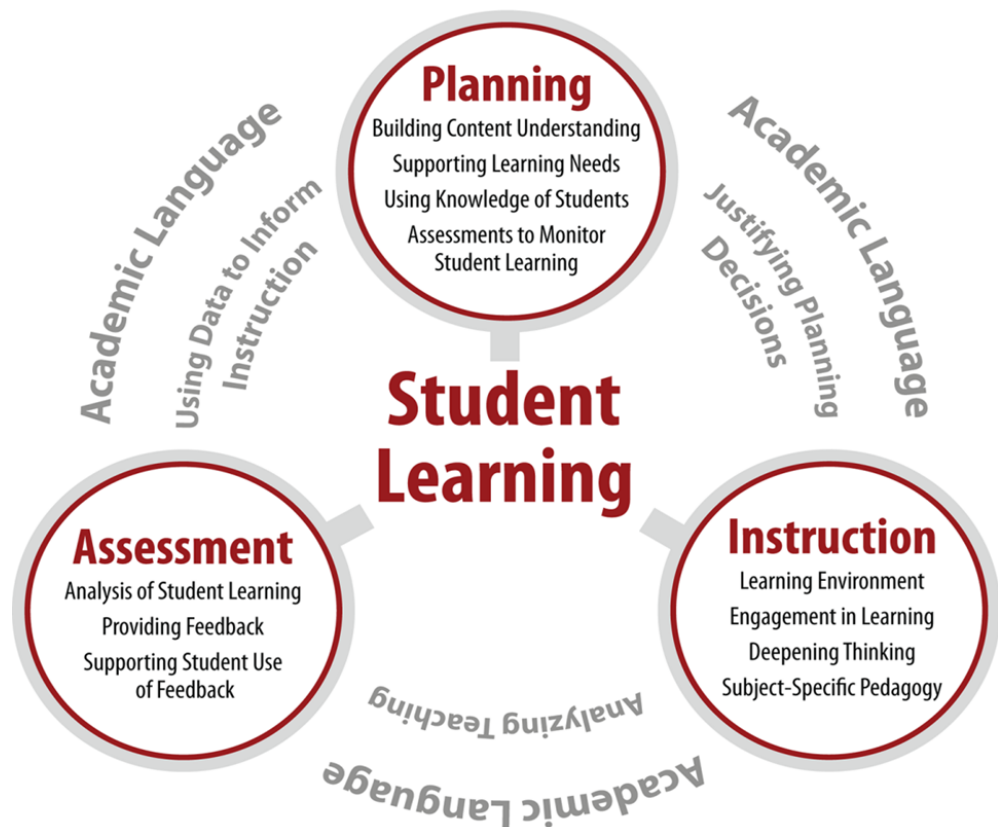 Planning
Building Content Understanding
Supporting Learning Needs
Using Knowledge of Students
Assessments to Monitor
Student Learning
Academic Language
Using Data to Inform
Instruction
Academic Language
Justifying Planning
Decisions
Student
Learning
Assessment
Analysis of Student Learning
Providing Feedback
Supporting Student Use
of Feedback
Instruction
Learning Environment
Engagement in Learning
Deepening Thinking
Subject-Specific Pedagogy
Analyzing Teaching
Academic Language